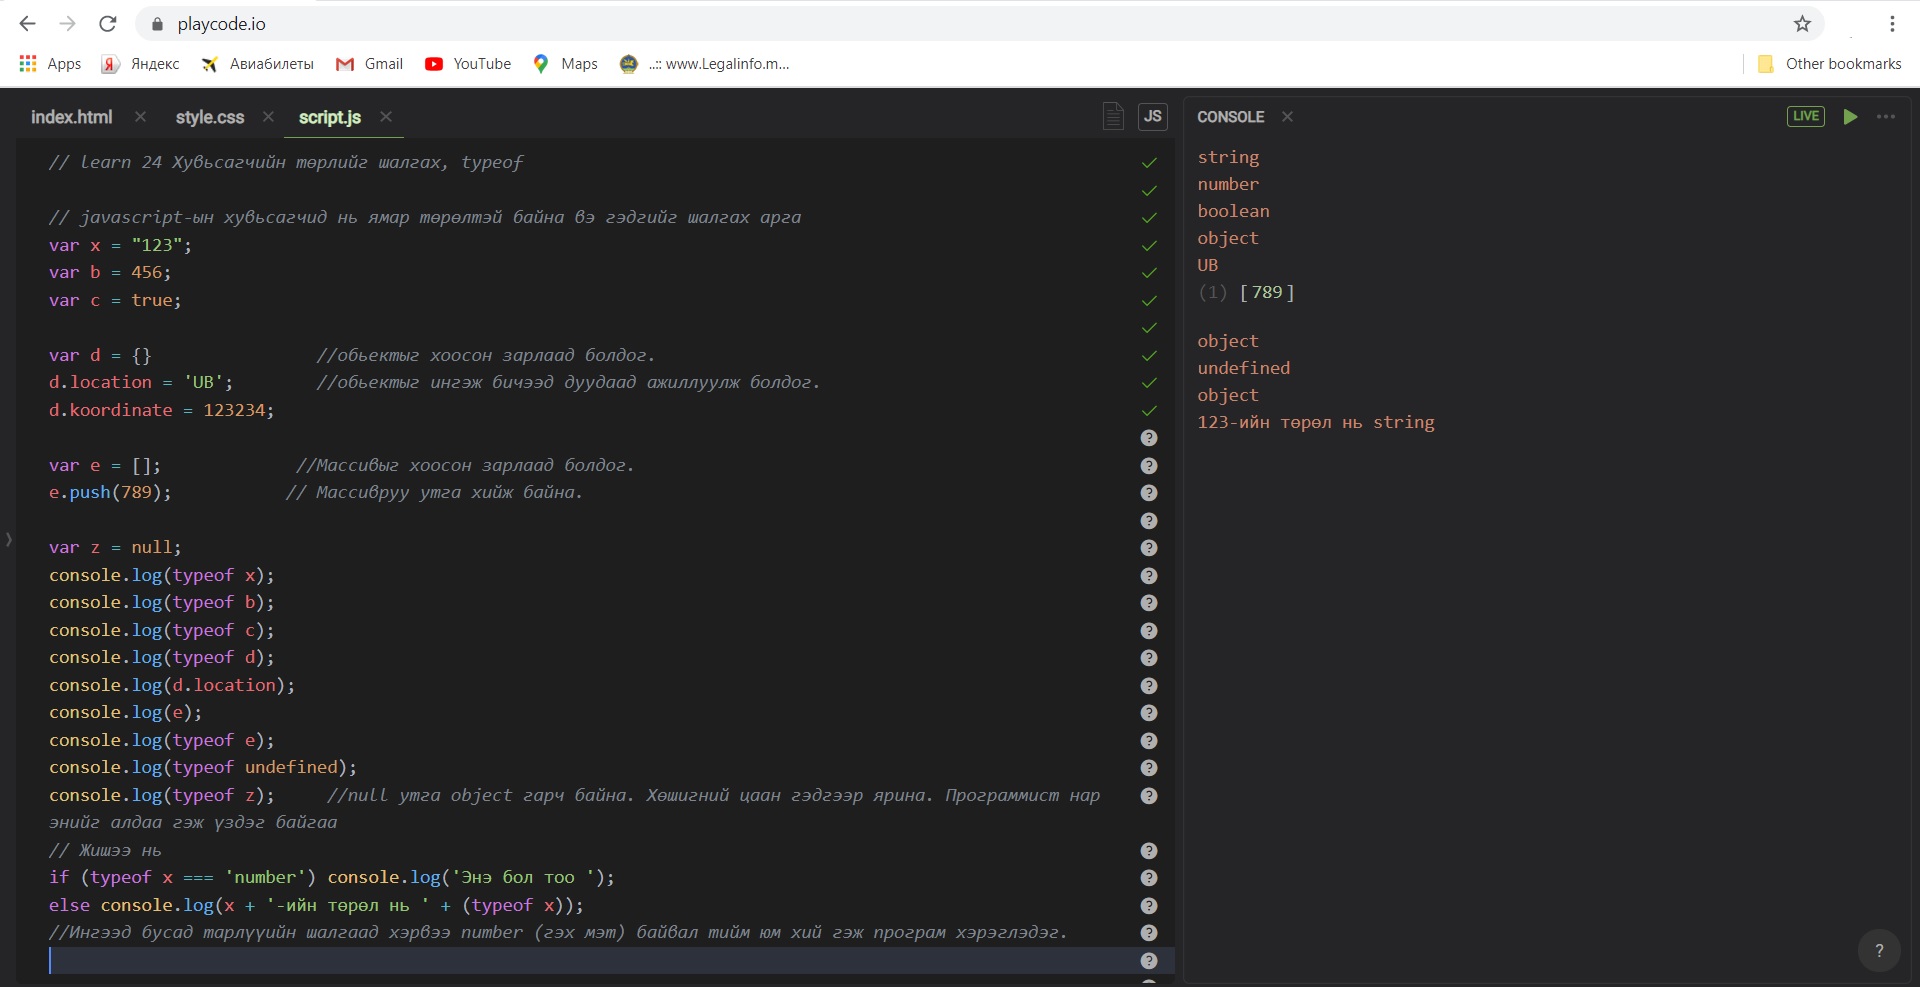 playcode.io
Apps Яндекс Авиабилеты Gmail YouTube Maps ..:: www.Legalinfo.m... Other bookmarks
index.html style.css script.js JS
// learn 24 Хувьсагчийн төрлийг шалгах, typeof
// javascript-ын хувьсагчид нь ямар төрөлтэй байна вэ гэдгийг шалгах арга
var x = "123";
var b = 456;
var c = true;
var d = {} //обьектыг хоосон зарлаад болдог.
d.location = 'UB'; //обьектыг ингэж бичээд дуудаад ажиллуулж болдог.
d.koordinate = 123234;
var e = []; //Массивыг хоосон зарлаад болдог.
e.push(789); // Массивруу утга хийж байна.
var z = null;
console.log(typeof x);
console.log(typeof b);
console.log(typeof c);
console.log(typeof d);
console.log(d.location);
console.log(e);
console.log(typeof e);
console.log(typeof undefined);
console.log(typeof z); //null утга object гарч байна. Хөшигний цаан гэдгээр ярина. Программист нар
энийг алдаа гэж үздэг байгаа
// Жишээ нь
if (typeof x === 'number') console.log('Энэ бол тоо ');
else console.log(x + '-ийн төрөл нь ' + (typeof x));
//Ингээд бусад тарлүүийн шалгаад хэрвээ number (гэх мэт) байвал тийм юм хий гэж програм хэрэглэдэг.
CONSOLE LIVE
string
number
boolean
object
UB
(1) [789]
object
undefined
object
123-ийн төрөл нь string